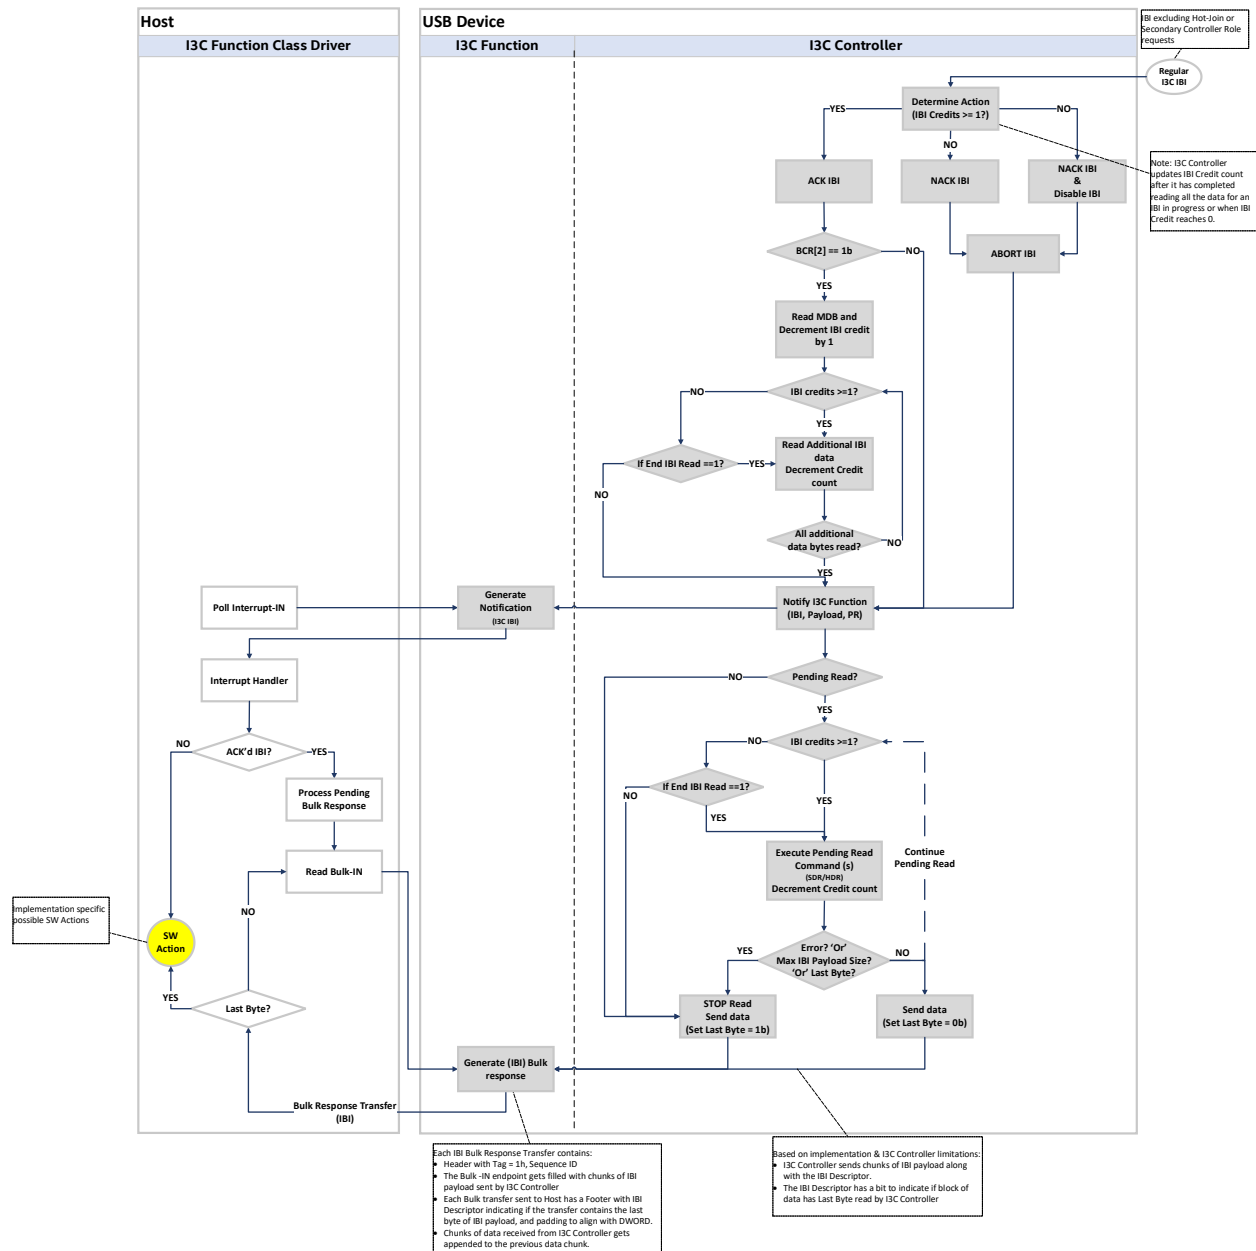 Host
USB Device
I3C Function Class Driver
I3C Function
I3C Controller
IBI excluding Hot-Join or
Secondary Controller Role
requests
Regular
I3C IBI
Determine Action
(IBI Credits >= 1?)
YES
NO
NO
ACK IBI
NACK IBI
NACK IBI
&
Disable IBI
Note: I3C Controller
updates IBI Credit count
after it has completed
reading all the data for an
IBI in progress or when IBI
Credit reaches 0.
BCR[2] == 1b
NO
ABORT IBI
YES
Read MDB and
Decrement IBI credit
by 1
IBI credits >=1?
NO
YES
Read Additional IBI
data
Decrement Credit
count
If End IBI Read ==1?
YES
NO
All additional
data bytes read?
NO
YES
Poll Interrupt-IN
Generate
Notification
(I3C IBI)
Notify I3C Function
(IBI, Payload, PR)
Interrupt Handler
Pending Read?
NO
YES
ACK'd IBI?
NO
YES
IBI credits >=1?
NO
Process Pending
Bulk Response
If End IBI Read ==1?
NO
YES
YES
Read Bulk-IN
Execute Pending Read
Command (s)
(SDR/HDR)
Decrement Credit count
Continue
Pending Read
NO
Implementation specific
possible SW Actions
SW
Action
Error? 'Or'
Max IBI Payload Size?
'Or' Last Byte?
YES
NO
YES
Last Byte?
STOP Read
Send data
(Set Last Byte = 1b)
Send data
(Set Last Byte = 0b)
Generate (IBI) Bulk
response
Bulk Response Transfer
(IBI)
Each IBI Bulk Response Transfer contains:
• Header with Tag = 1h, Sequence ID
• The Bulk -IN endpoint gets filled with chunks of IBI
payload sent by I3C Controller
• Each Bulk transfer sent to Host has a Footer with IBI
Descriptor indicating if the transfer contains the last
byte of IBI payload, and padding to align with DWORD.
• Chunks of data received from I3C Controller gets
appended to the previous data chunk.
Based on implementation & I3C Controller limitations:
• I3C Controller sends chunks of IBI payload along
with the IBI Descriptor.
• The IBI Descriptor has a bit to indicate if block of
data has Last Byte read by I3C Controller